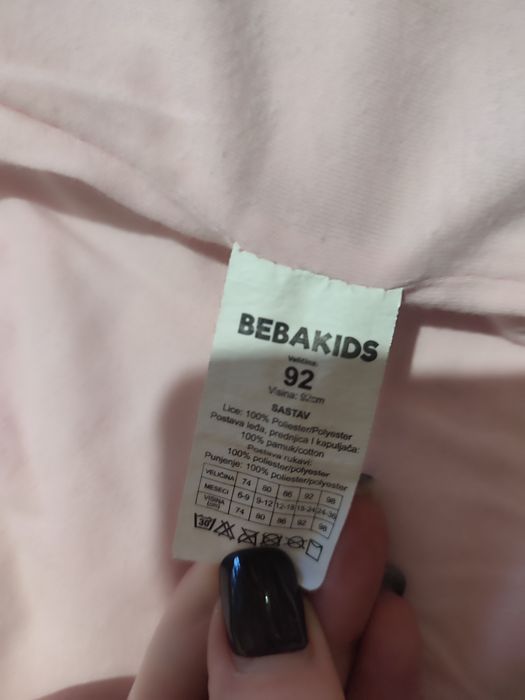 BEBAKIDS
Veličina:
92
Visina: 92cm
SASTAV
Lice: 100% Poliester/Polyester
Postava leđa, prednjica i kapuljača:
100% pamuk/cotton
Postava rukavi:
100% poliester/polyester
Punjenje: 100% poliester/polyester
VELIČINA 74 80 86 92 98
MESECI 6-9 9-12 12-18 18-24 24-36
VISINA (cm) 74 80 86 92 98
30°